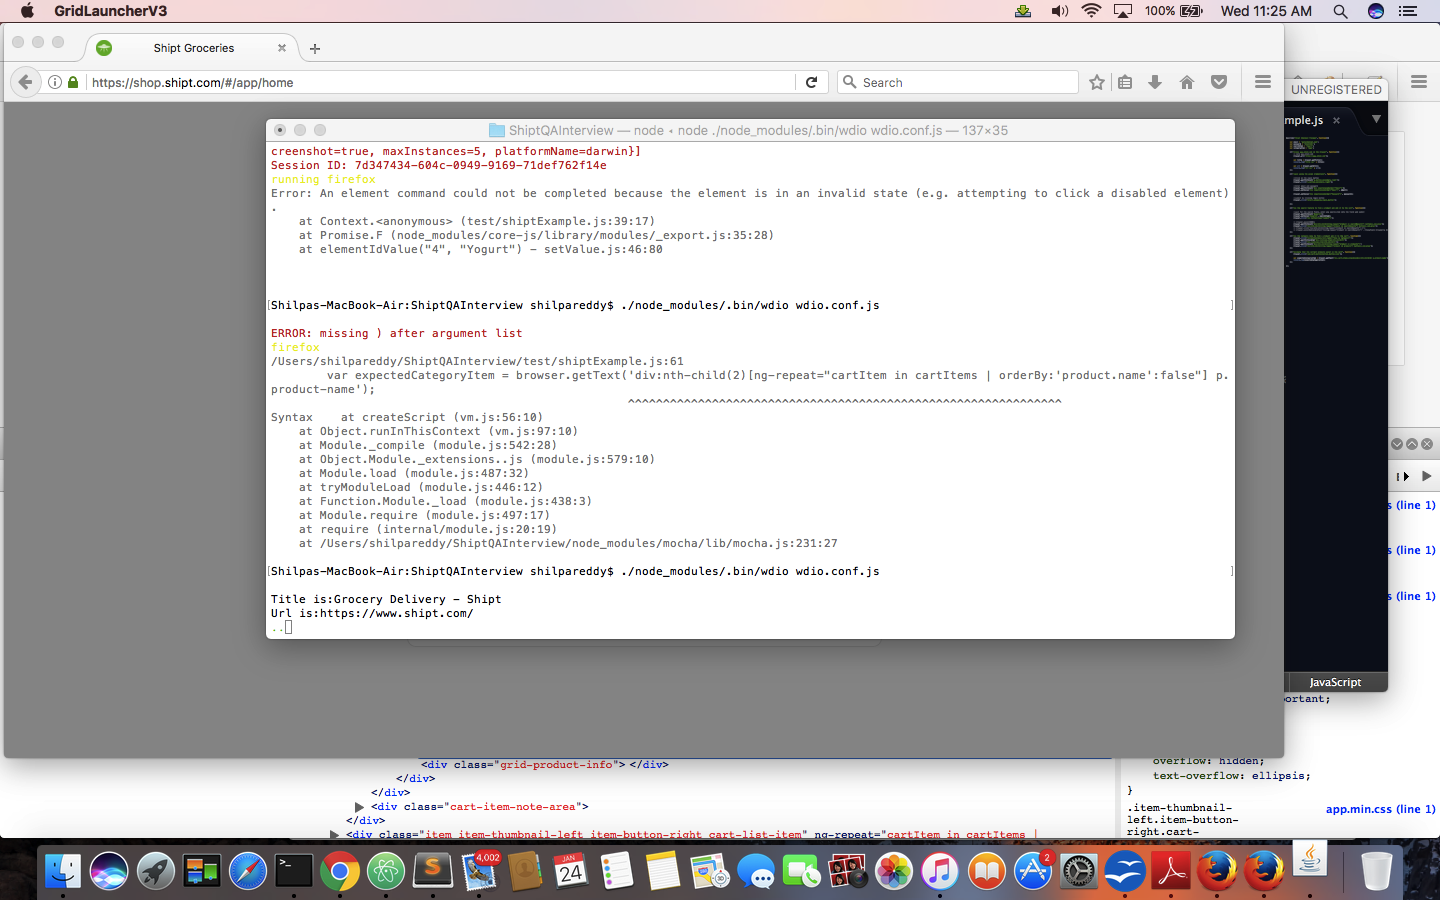 GridLauncherV3
100%
Wed 11:25 AM
Shipt Groceries
https://shop.shipt.com/#/app/home
Search
UNREGISTERED
mple.js
ShiptQAInterview — node ‹ node ./node_modules/.bin/wdio wdio.conf.js — 137×35
creenshot=true, maxInstances=5, platformName=darwin}]
Session ID: 7d347434-604c-0949-9169-71def762f14e
running firefox
Error: An element command could not be completed because the element is in an invalid state (e.g. attempting to click a disabled element)
.
at Context.<anonymous> (test/shiptExample.js:39:17)
at Promise.F (node_modules/core-js/library/modules/_export.js:35:28)
at elementIdValue("4", "Yogurt") - setValue.js:46:80
[Shilpas-MacBook-Air:ShiptQAInterview shilpareddy$ ./node_modules/.bin/wdio wdio.conf.js ]
ERROR: missing ) after argument list
firefox
/Users/shilpareddy/ShiptQAInterview/test/shiptExample.js:61
var expectedCategoryItem = browser.getText('div:nth-child(2)[ng-repeat="cartItem in cartItems | orderBy:'product.name':false"] p.
product-name');
^^^^^^^^^^^^^^^^^^^^^^^^^^^^^^^^^^^^^^^^^^^^^^^^^^^^^^^^^^^^^^
Syntax    at createScript (vm.js:56:10)
at Object.runInThisContext (vm.js:97:10)
at Module._compile (module.js:542:28)
at Object.Module._extensions..js (module.js:579:10)
at Module.load (module.js:487:32)
at tryModuleLoad (module.js:446:12)
at Function.Module._load (module.js:438:3)
at Module.require (module.js:497:17)
at require (internal/module.js:20:19)
at /Users/shilpareddy/ShiptQAInterview/node_modules/mocha/lib/mocha.js:231:27
[Shilpas-MacBook-Air:ShiptQAInterview shilpareddy$ ./node_modules/.bin/wdio wdio.conf.js ]
Title is:Grocery Delivery - Shipt
Url is:https://www.shipt.com/
..
s (line 1)
s (line 1)
s (line 1)
JavaScript
ortant;
<div class="grid-product-info"> </div>
</div>
</div>
<div class="cart-item-note-area">
</div>
<div class="item item-thumbnail-left item-button-right cart-list-item" ng-repeat="cartItem in cartItems |
overflow: hidden;
text-overflow: ellipsis;
}
.item-thumbnail-
left.item-button-
right.cart-
app.min.css (line 1)
4,002
JAN
24
2